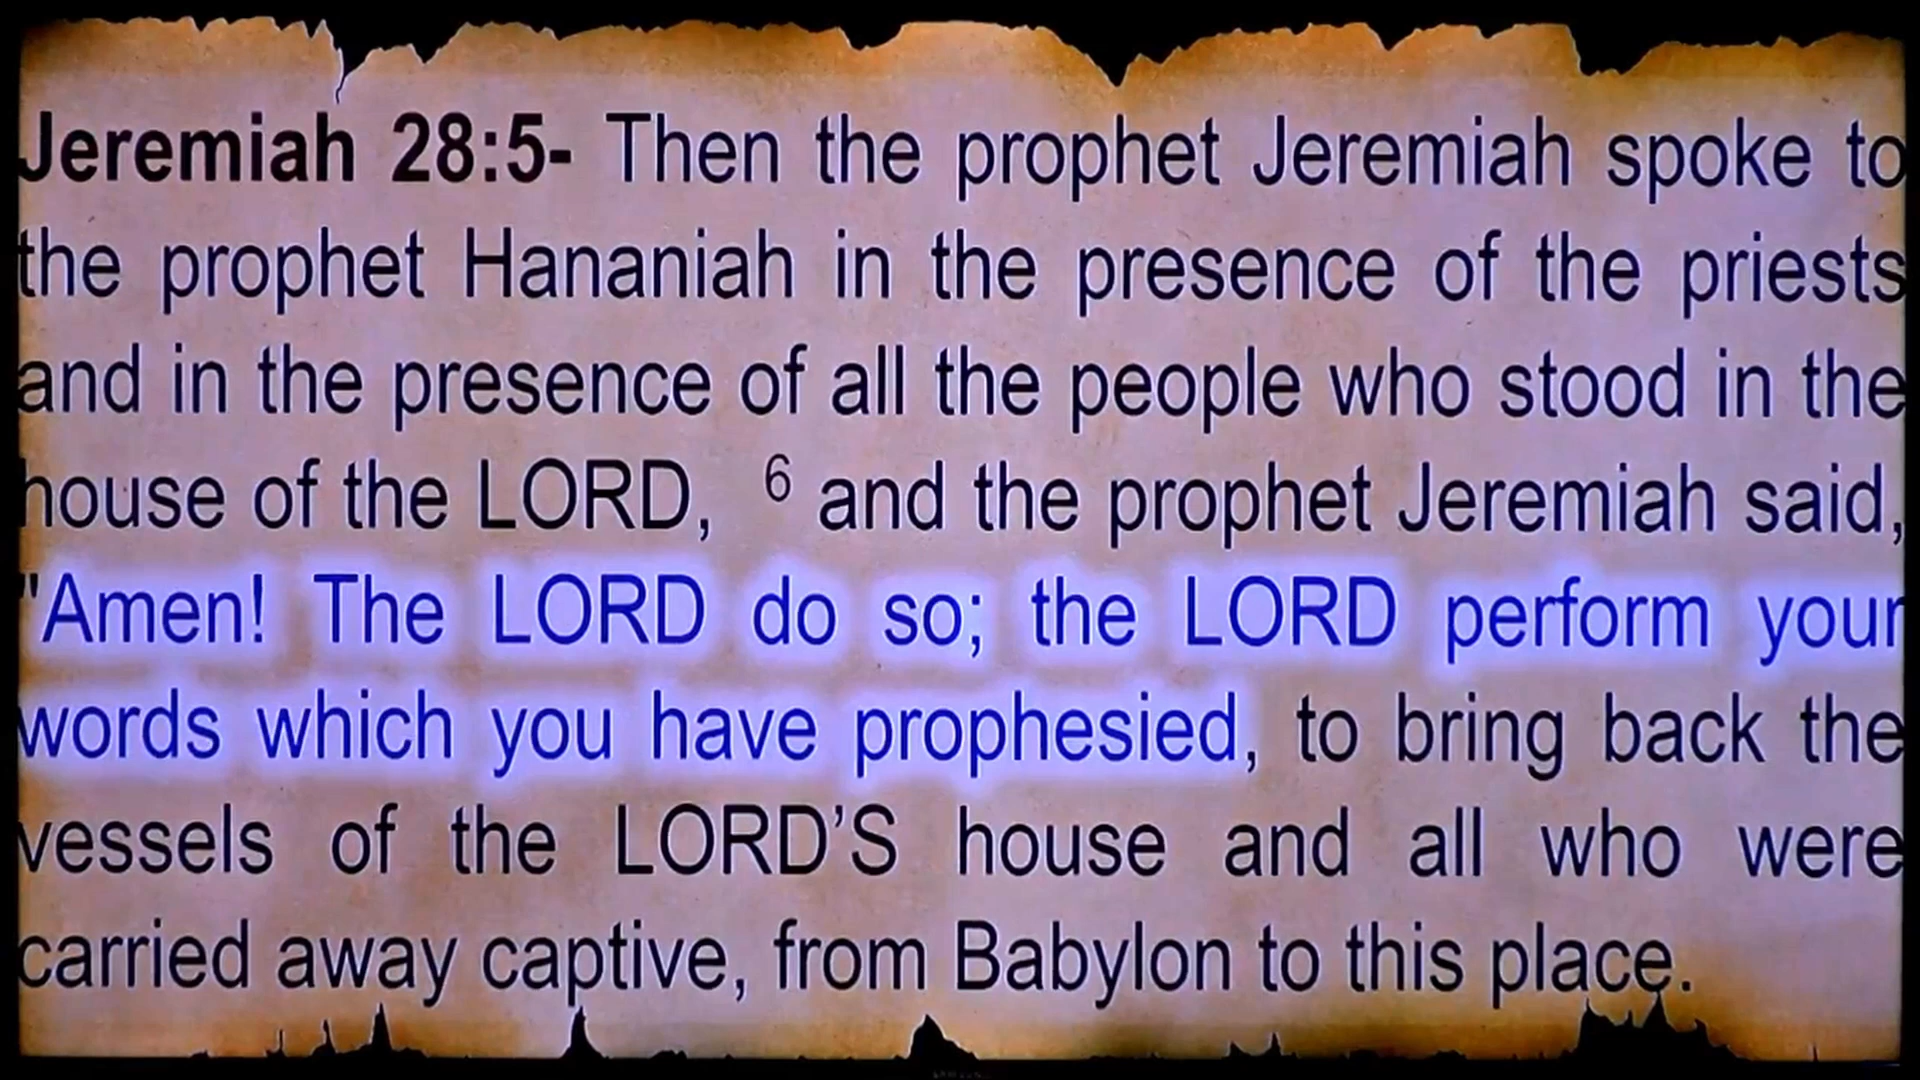 Jeremiah 28:5- Then the prophet Jeremiah spoke to
the prophet Hananiah in the presence of the priests
and in the presence of all the people who stood in the
house of the LORD, 6 and the prophet Jeremiah said,
"Amen! The LORD do so; the LORD perform your
words which you have prophesied, to bring back the
vessels of the LORD’S house and all who were
carried away captive, from Babylon to this place.